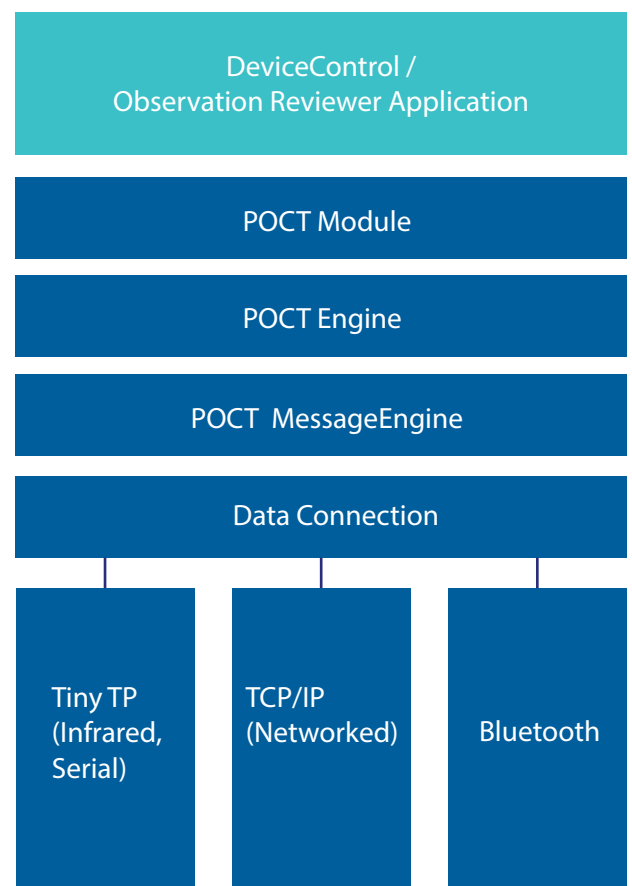 DeviceControl /
Observation Reviewer Application
POCT Module
POCT Engine
POCT MessageEngine
Data Connection
Tiny TP
(Infrared,
Serial)
TCP/IP
(Networked)
Bluetooth